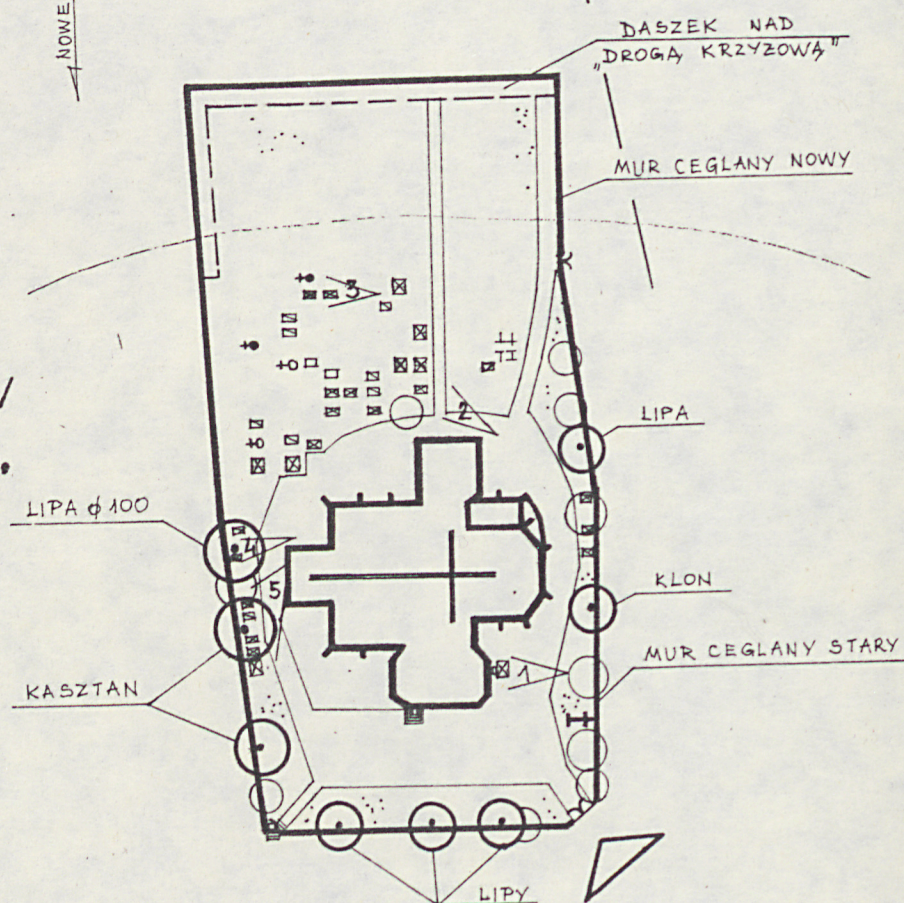 NOWE
DASZEK NAD
"DROGĄ KRZYŻOWĄ"
MUR CEGLANY NOWY
3
2
LIPA
LIPA ϕ 100
4
5
KLON
MUR CEGLANY STARY
1
KASZTAN
LIPY